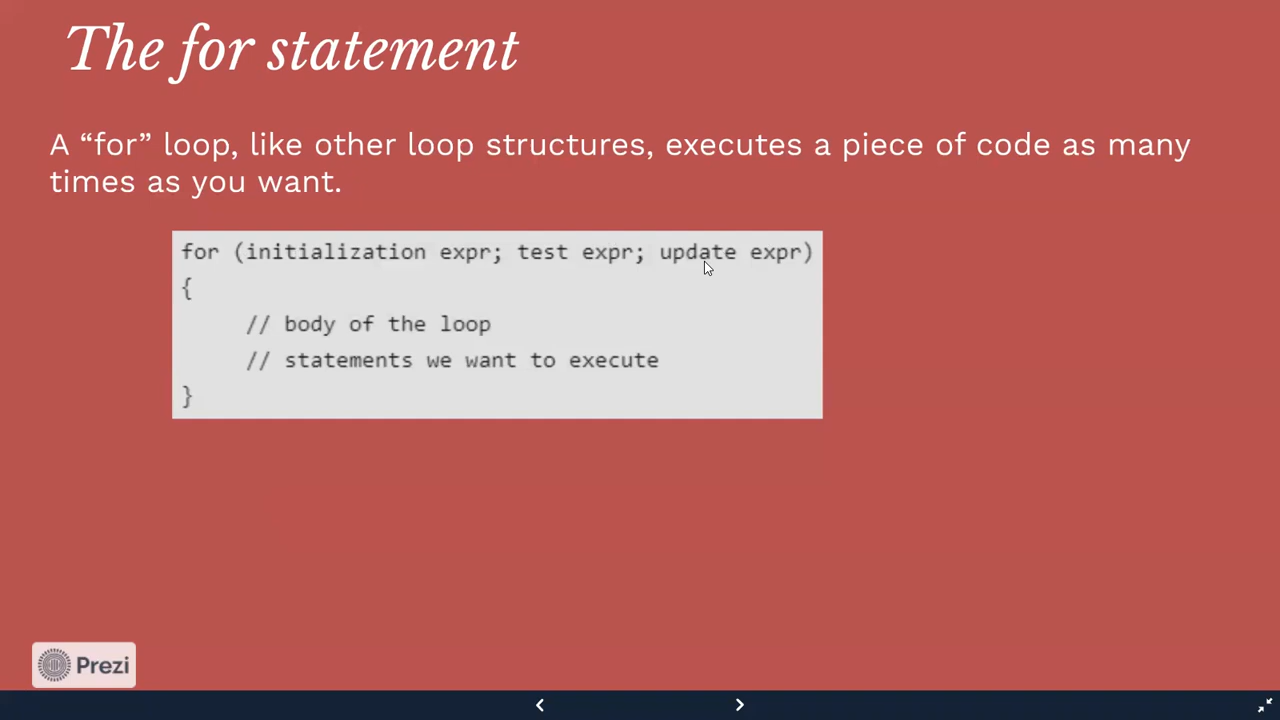 The for statement
A “for” loop, like other loop structures, executes a piece of code as many
times as you want.
for (initialization expr; test expr; update expr)
{
// body of the loop
// statements we want to execute
}
Prezi